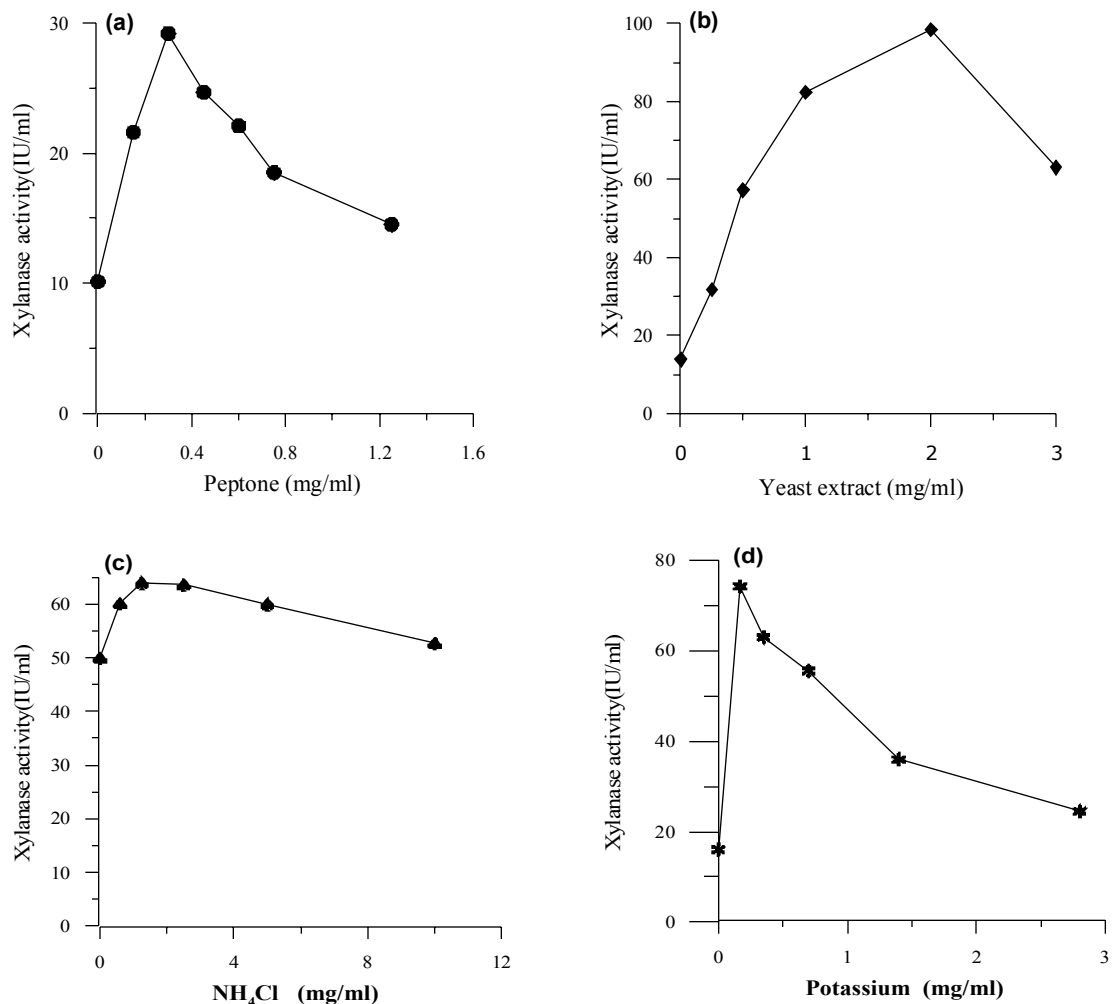 (a)
30
20
10
0
Xylanase activity(IU/ml)
0 0.4 0.8 1.2 1.6
Peptone (mg/ml)
(b)
100
80
60
40
20
0
Xylanase activity(IU/ml)
0 1 2 3
Yeast extract (mg/ml)
(c)
60
50
40
30
20
10
0
Xylanase activity(IU/ml)
0 4 8 12
NH₄Cl (mg/ml)
(d)
80
60
40
20
0
Xylanase activity(IU/ml)
0 1 2 3
Potassium (mg/ml)